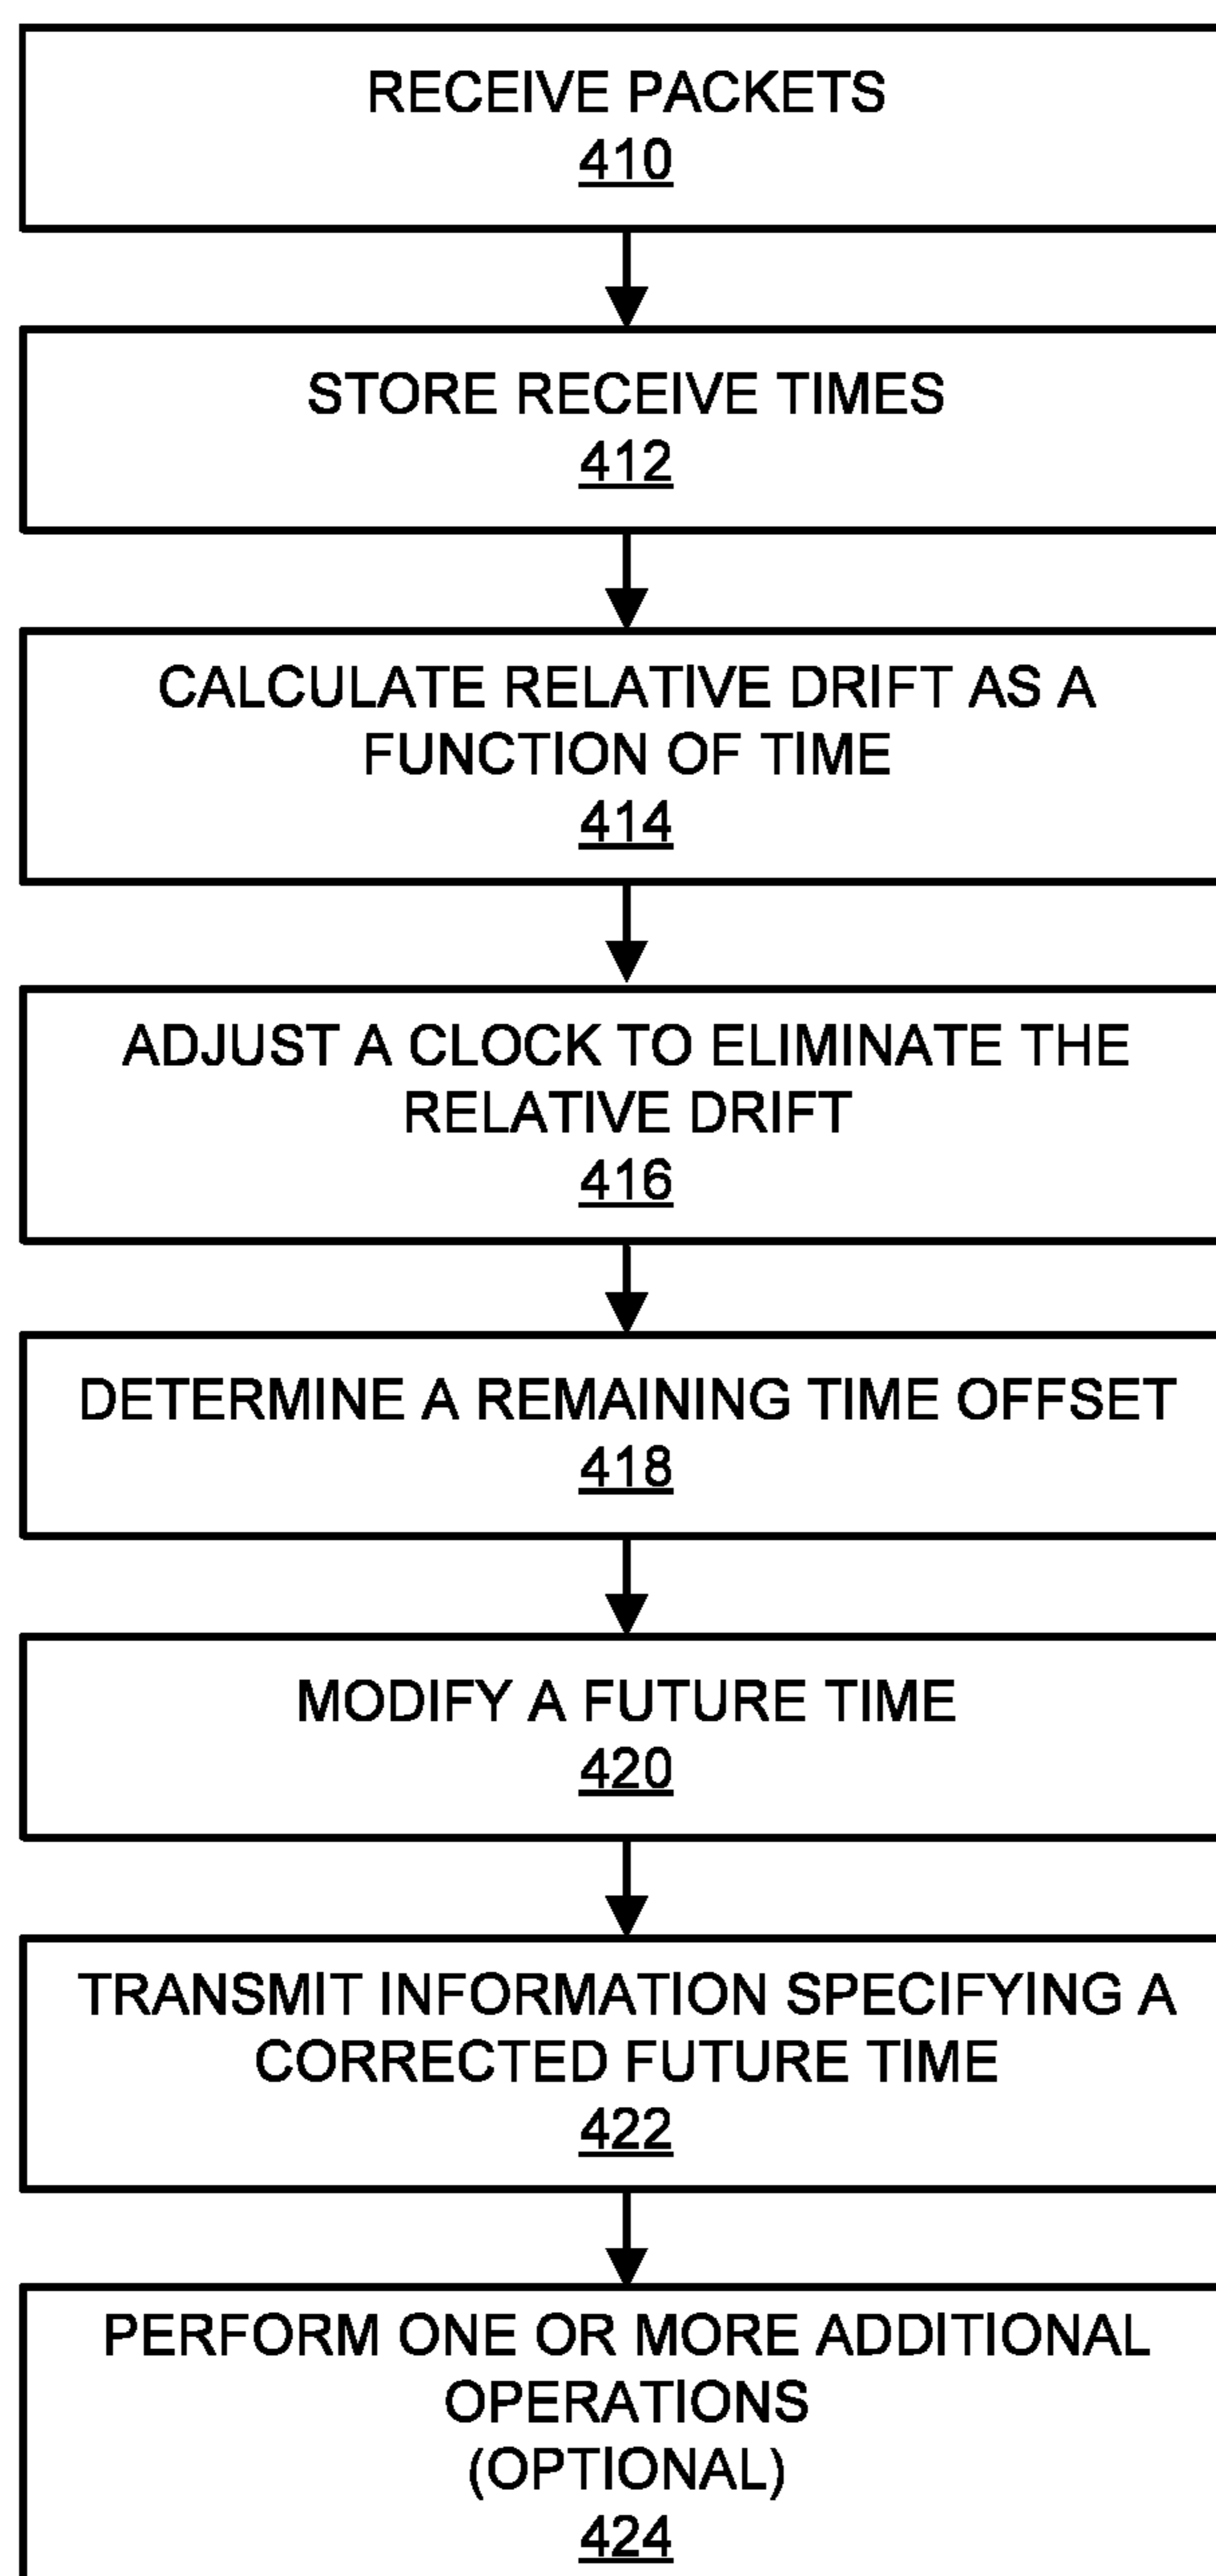 RECEIVE PACKETS
410
STORE RECEIVE TIMES
412
CALCULATE RELATIVE DRIFT AS A
FUNCTION OF TIME
414
ADJUST A CLOCK TO ELIMINATE THE
RELATIVE DRIFT
416
DETERMINE A REMAINING TIME OFFSET
418
MODIFY A FUTURE TIME
420
TRANSMIT INFORMATION SPECIFYING A
CORRECTED FUTURE TIME
422
PERFORM ONE OR MORE ADDITIONAL
OPERATIONS
(OPTIONAL)
424